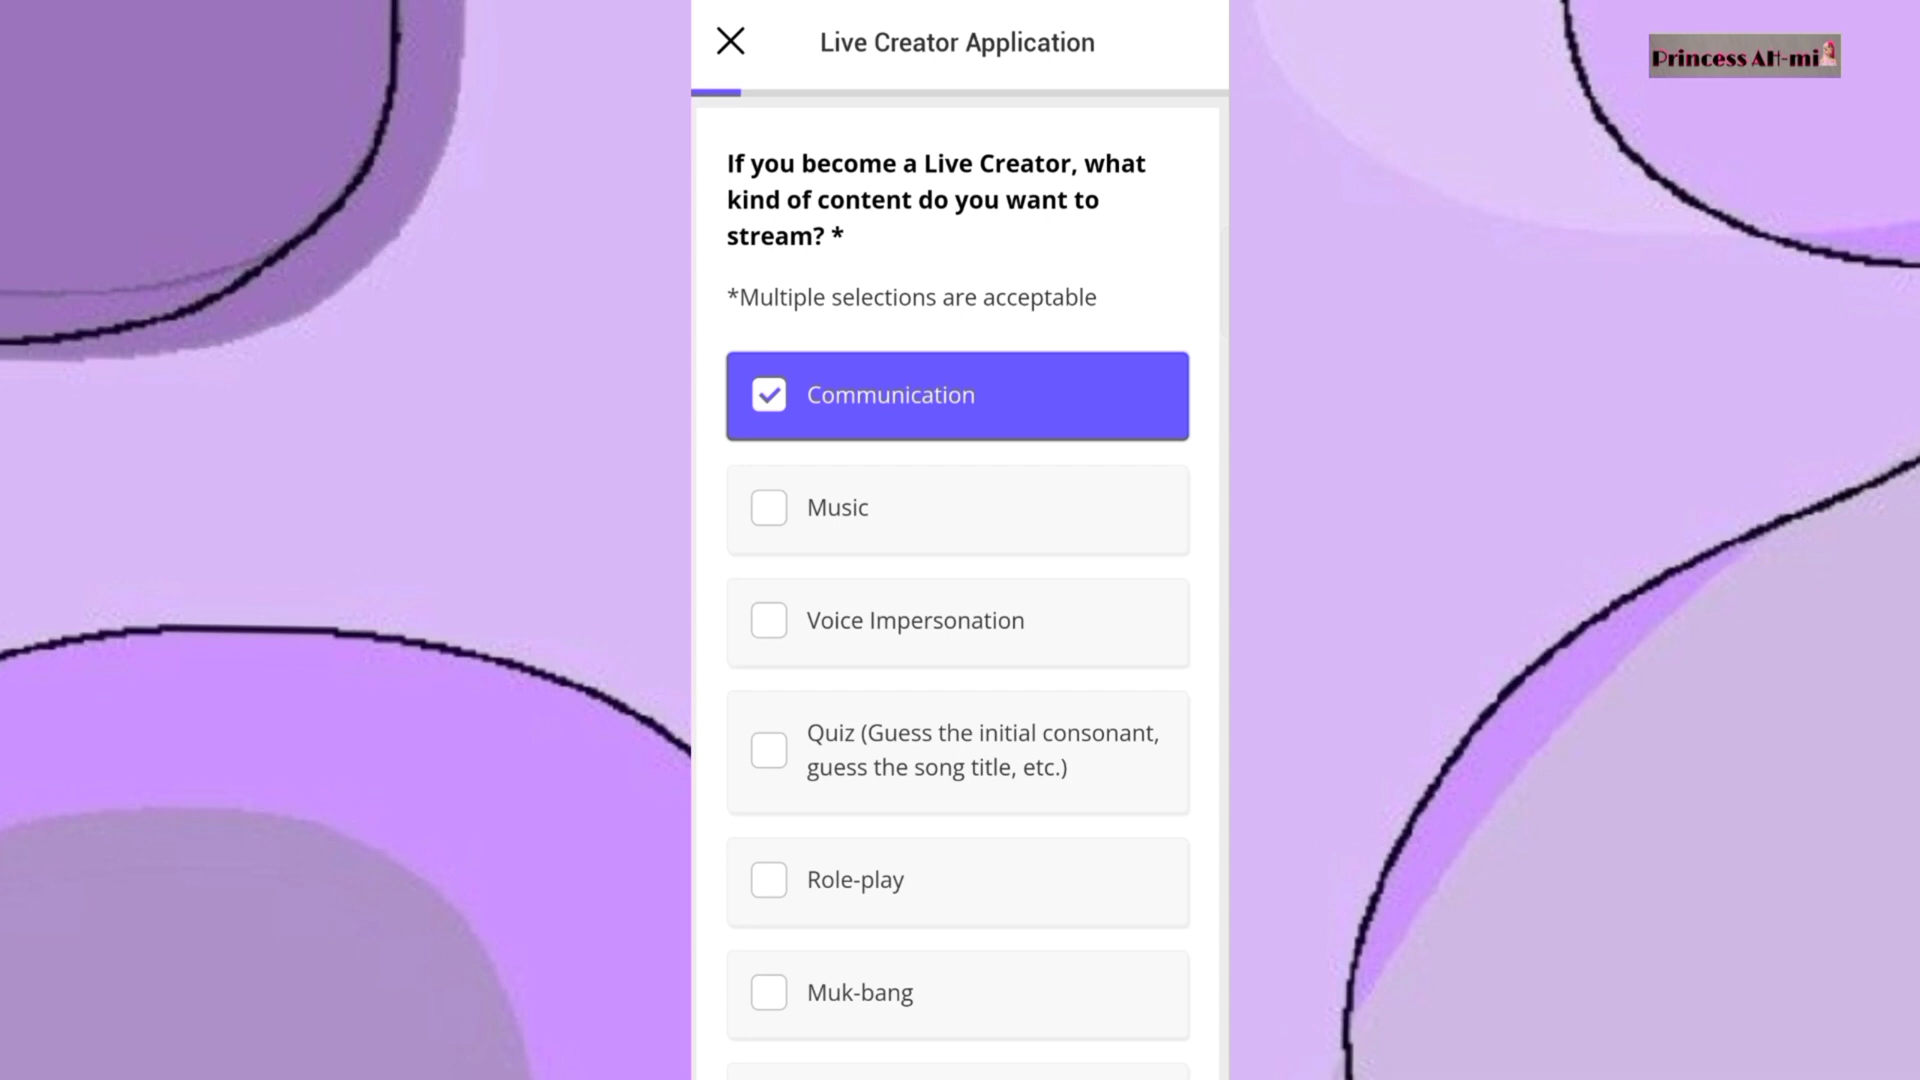 Live Creator Application
Princess AH-mi
If you become a Live Creator, what
kind of content do you want to
stream? *
*Multiple selections are acceptable
Communication
Music
Voice Impersonation
Quiz (Guess the initial consonant,
guess the song title, etc.)
Role-play
Muk-bang